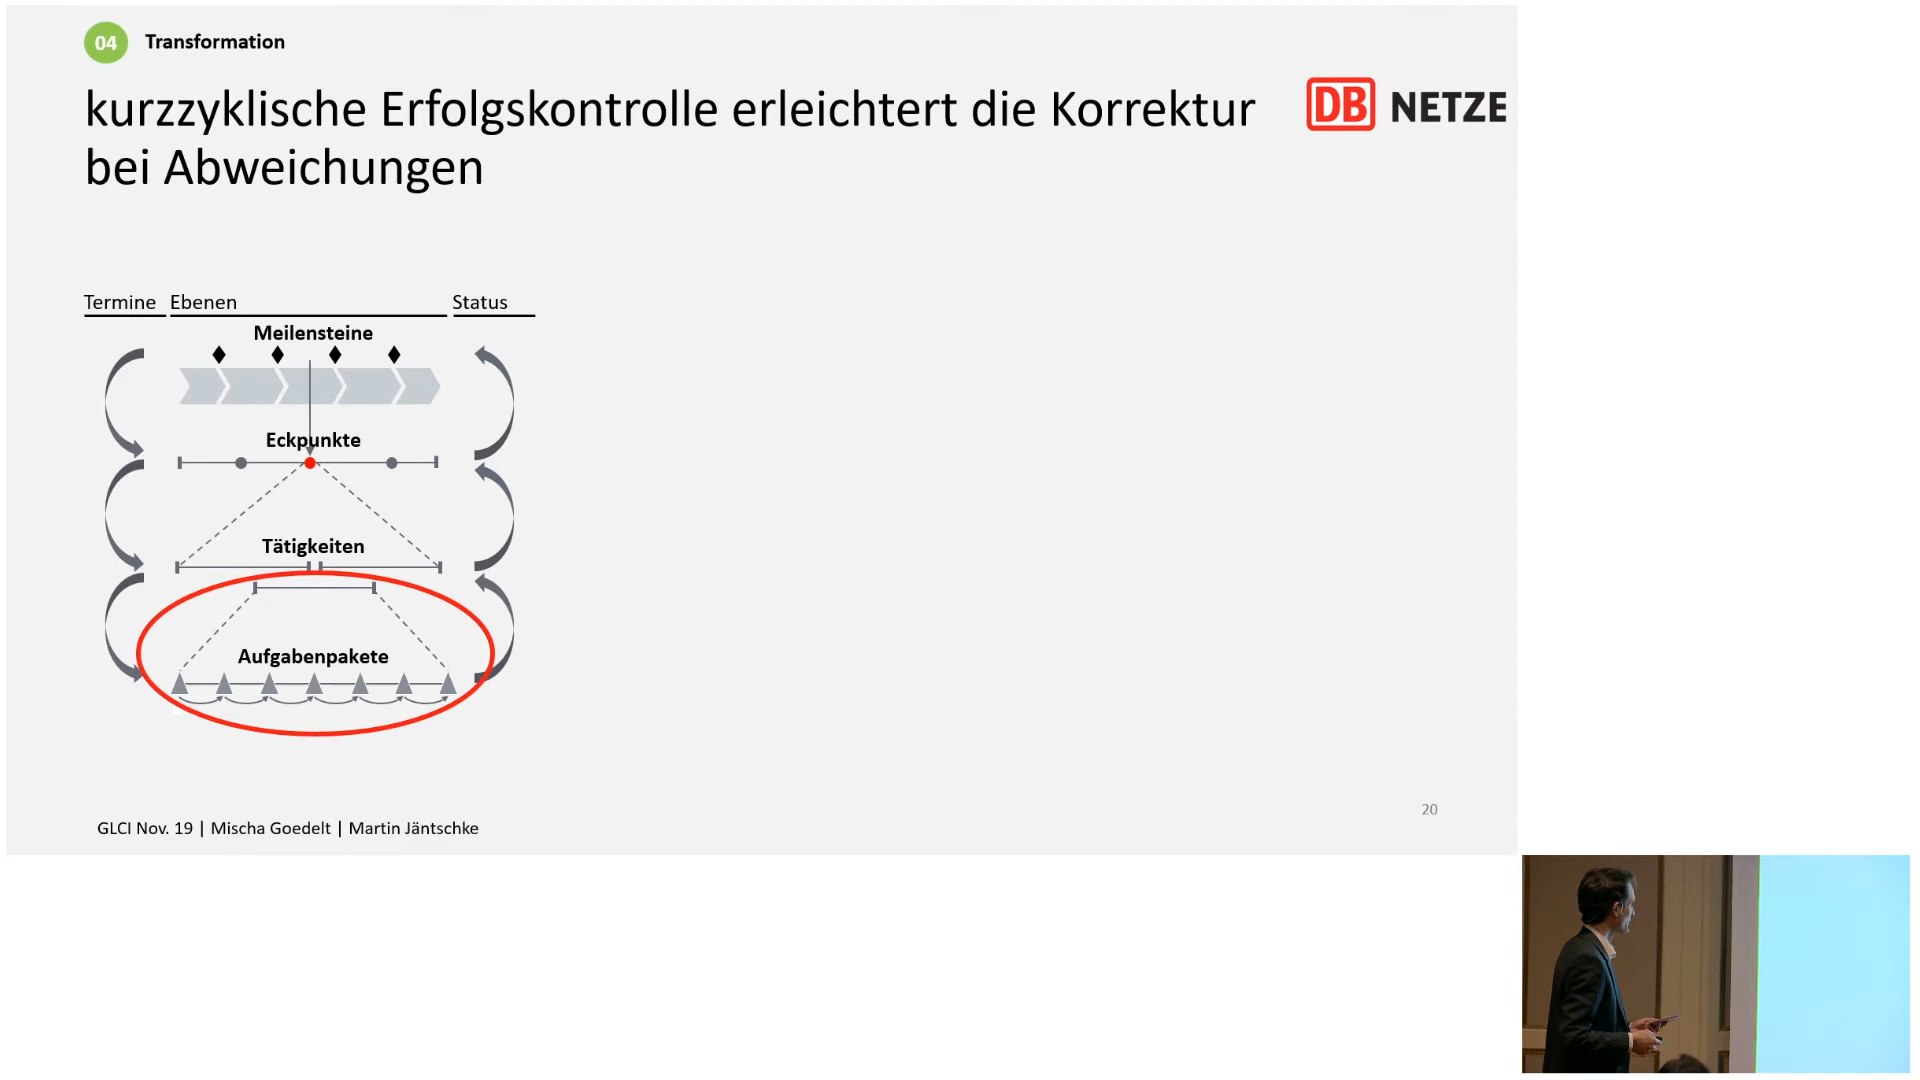 04 Transformation
kurzzyklische Erfolgskontrolle erleichtert die Korrektur
bei Abweichungen
DB NETZE
Termine Ebenen Status
Meilensteine
Eckpunkte
Tätigkeiten
Aufgabenpakete
20
GLCI Nov. 19 | Mischa Goedelt | Martin Jäntschke